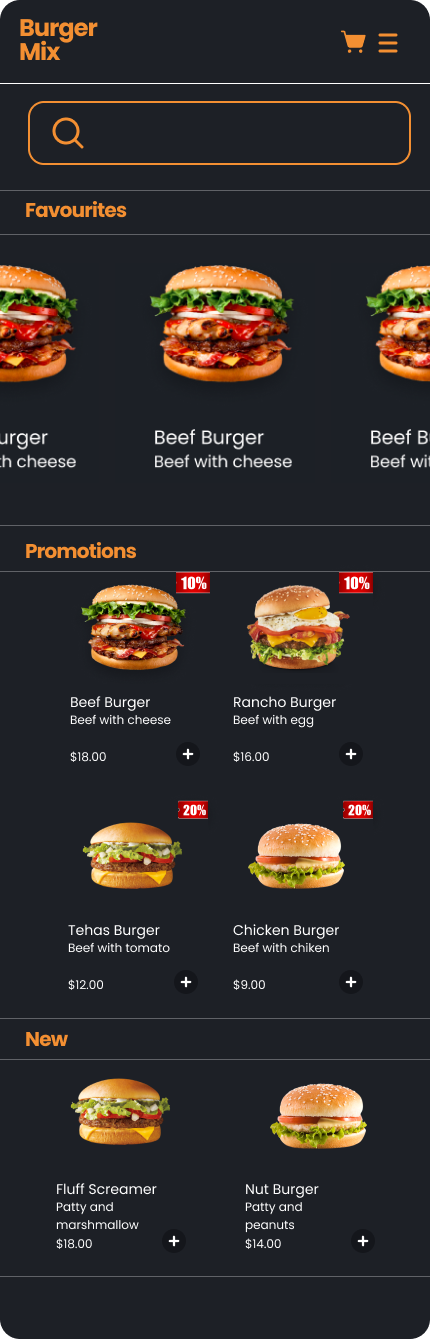 Burger
Mix
Favourites
urger
Beef Burger
Beef B
th cheese
Beef with cheese
Beef wit
Promotions
10%
10%
Beef Burger
Rancho Burger
Beef with cheese
Beef with egg
$18.00
$16.00
20%
20%
Tehas Burger
Chicken Burger
Beef with tomato
Beef with chiken
$12.00
$9.00
New
Fluff Screamer
Nut Burger
Patty and
Patty and
marshmallow
peanuts
$18.00
$14.00